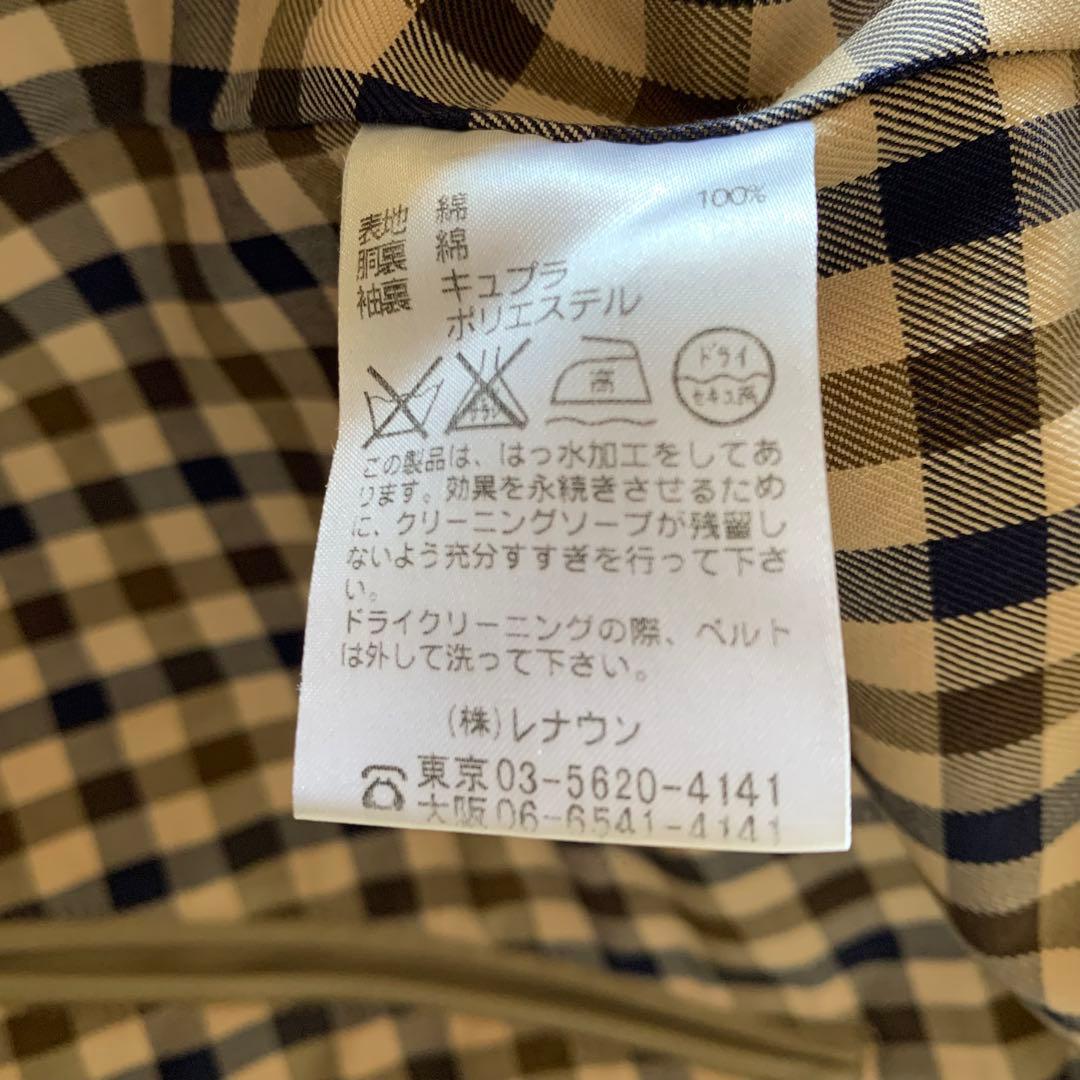 表地 綿 100%
胴裏 綿
袖裏 キュプラ
ポリエステル
サラシ 高 ドライ
セキユ系
この製品は、はっ水加工をしてあ
ります。効果を永続きさせるため
に、クリーニングソープが残留し
ないよう充分すすぎを行って下さ
い。
ドライクリーニングの際、ベルト
は外して洗って下さい。
(株)レナウン
☎東京03-5620-4141
大阪06-6541-4141